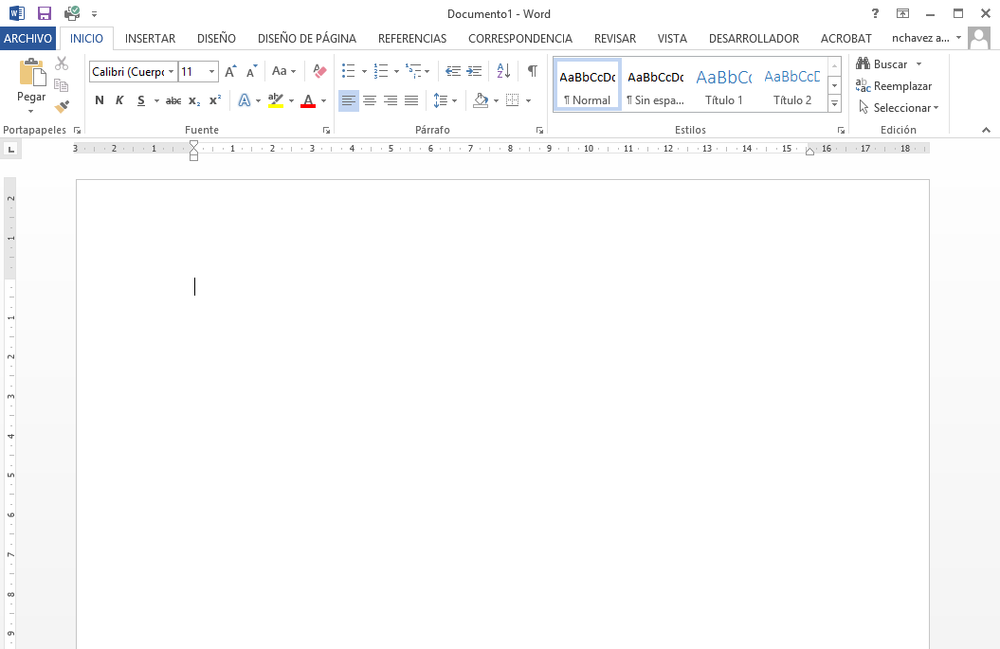 Documento1 - Word
ARCHIVO INICIO INSERTAR DISEÑO DISEÑO DE PÁGINA REFERENCIAS CORRESPONDENCIA REVISAR VISTA DESARROLLADOR ACROBAT nchavez a...
Calibri (Cuerpo 11 Aa
Pegar
N K S abc x₂ x² A ab A
AaBbCcDc AaBbCcDc AaBbCc AaBbCcD
¶ Normal ¶ Sin espa... Título 1 Título 2
Buscar
Reemplazar
Seleccionar
Portapapeles Fuente Párrafo Estilos Edición
3 2 1 1 2 3 4 5 6 7 8 9 10 11 12 13 14 15 16 17 18
2
1
1
2
3
4
5
6
7
8
9